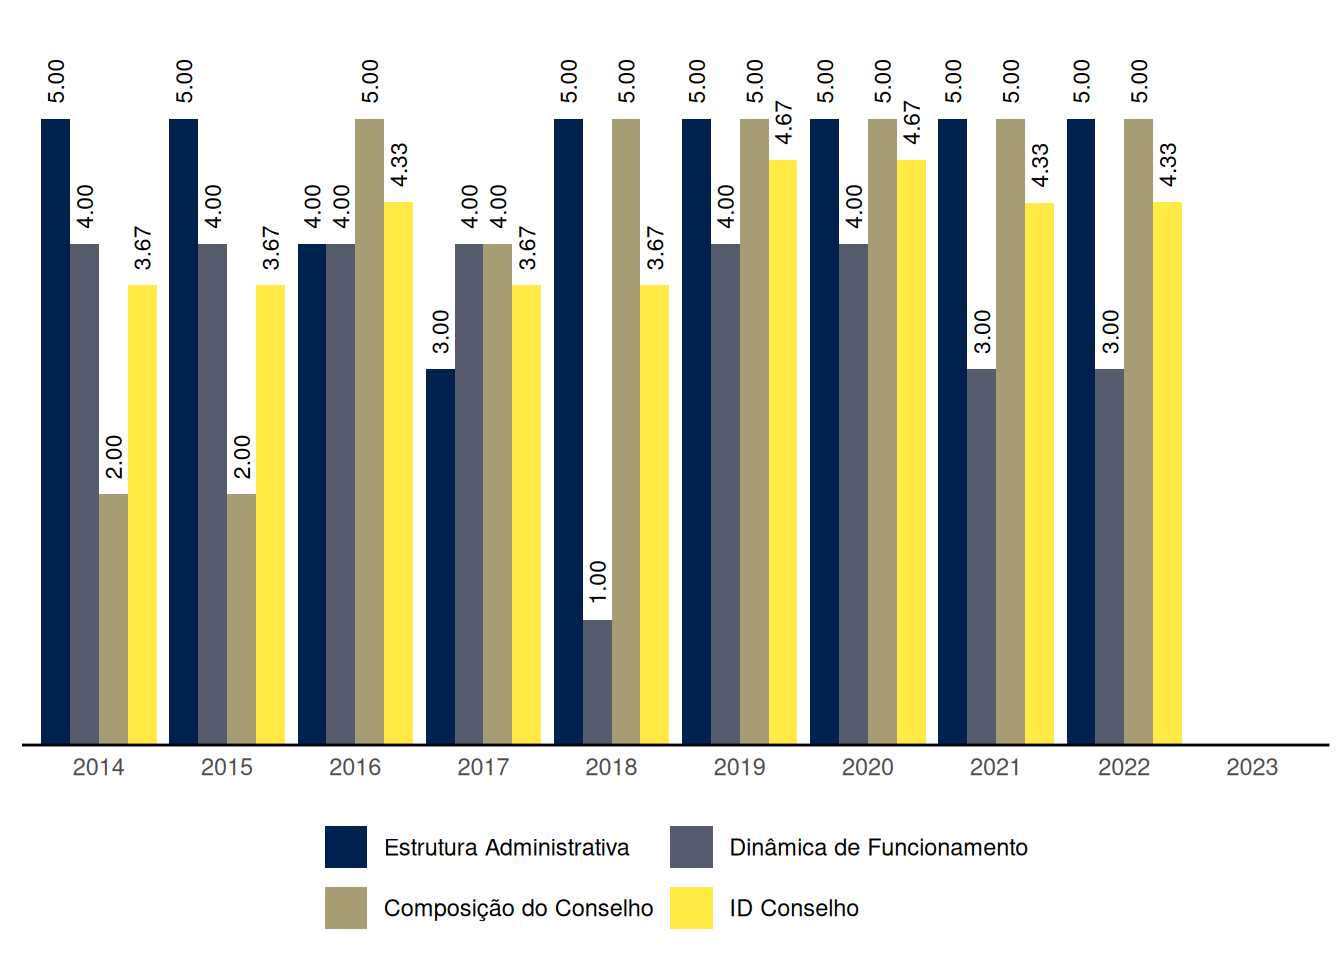 5.00 4.00 2.00 3.67 5.00 4.00 2.00 3.67 4.00 4.00 5.00 4.33 3.00 4.00 4.00 3.67 5.00 1.00 5.00 3.67 5.00 4.00 5.00 4.67 5.00 4.00 5.00 4.67 5.00 3.00 5.00 4.33 5.00 3.00 5.00 4.33
2014 2015 2016 2017 2018 2019 2020 2021 2022 2023
Estrutura Administrativa Dinâmica de Funcionamento
Composição do Conselho ID Conselho